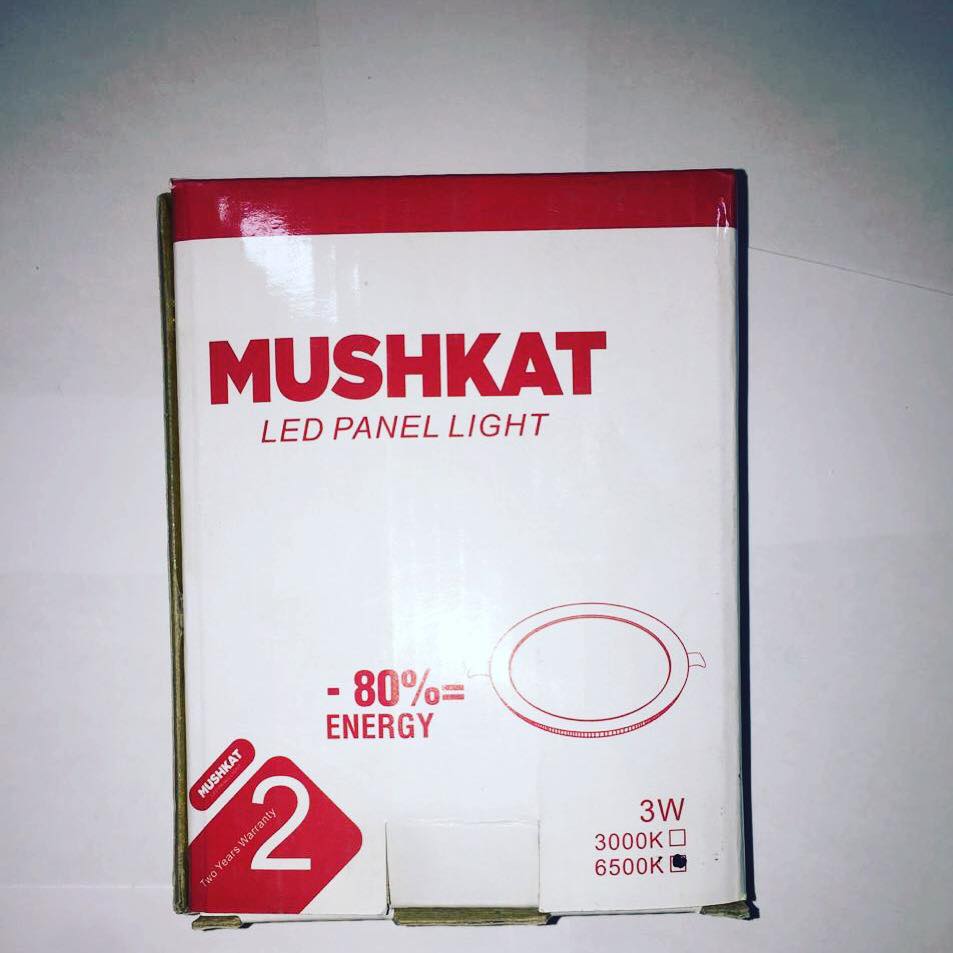 MUSHKAT
LED PANEL LIGHT
- 80%=
ENERGY
MUSHKAT
2
Two Years Warranty
3W
3000K
6500K